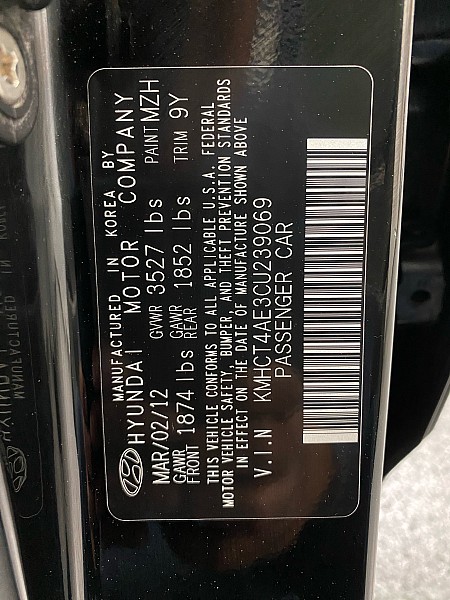 MANUFACTURED IN KOREA BY
HYUNDAI MOTOR COMPANY
MAR/02/12 GVWR 3527 lbs PAINT MZH
GAWR FRONT 1874 lbs GAWR REAR 1852 lbs TRIM 9Y
THIS VEHICLE CONFORMS TO ALL APPLICABLE U.S.A. FEDERAL
MOTOR VEHICLE SAFETY, BUMPER, AND THEFT PREVENTION STANDARDS
IN EFFECT ON THE DATE OF MANUFACTURE SHOWN ABOVE
V.I.N KMHCT4AE3CU239069
PASSENGER CAR